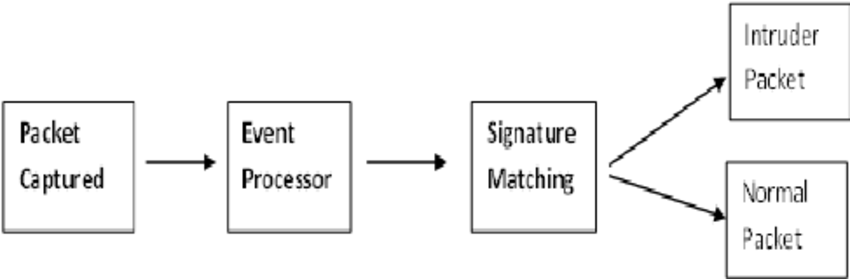 Packet
Captured
Event
Processor
Signature
Matching
Intruder
Packet
Normal
Packet